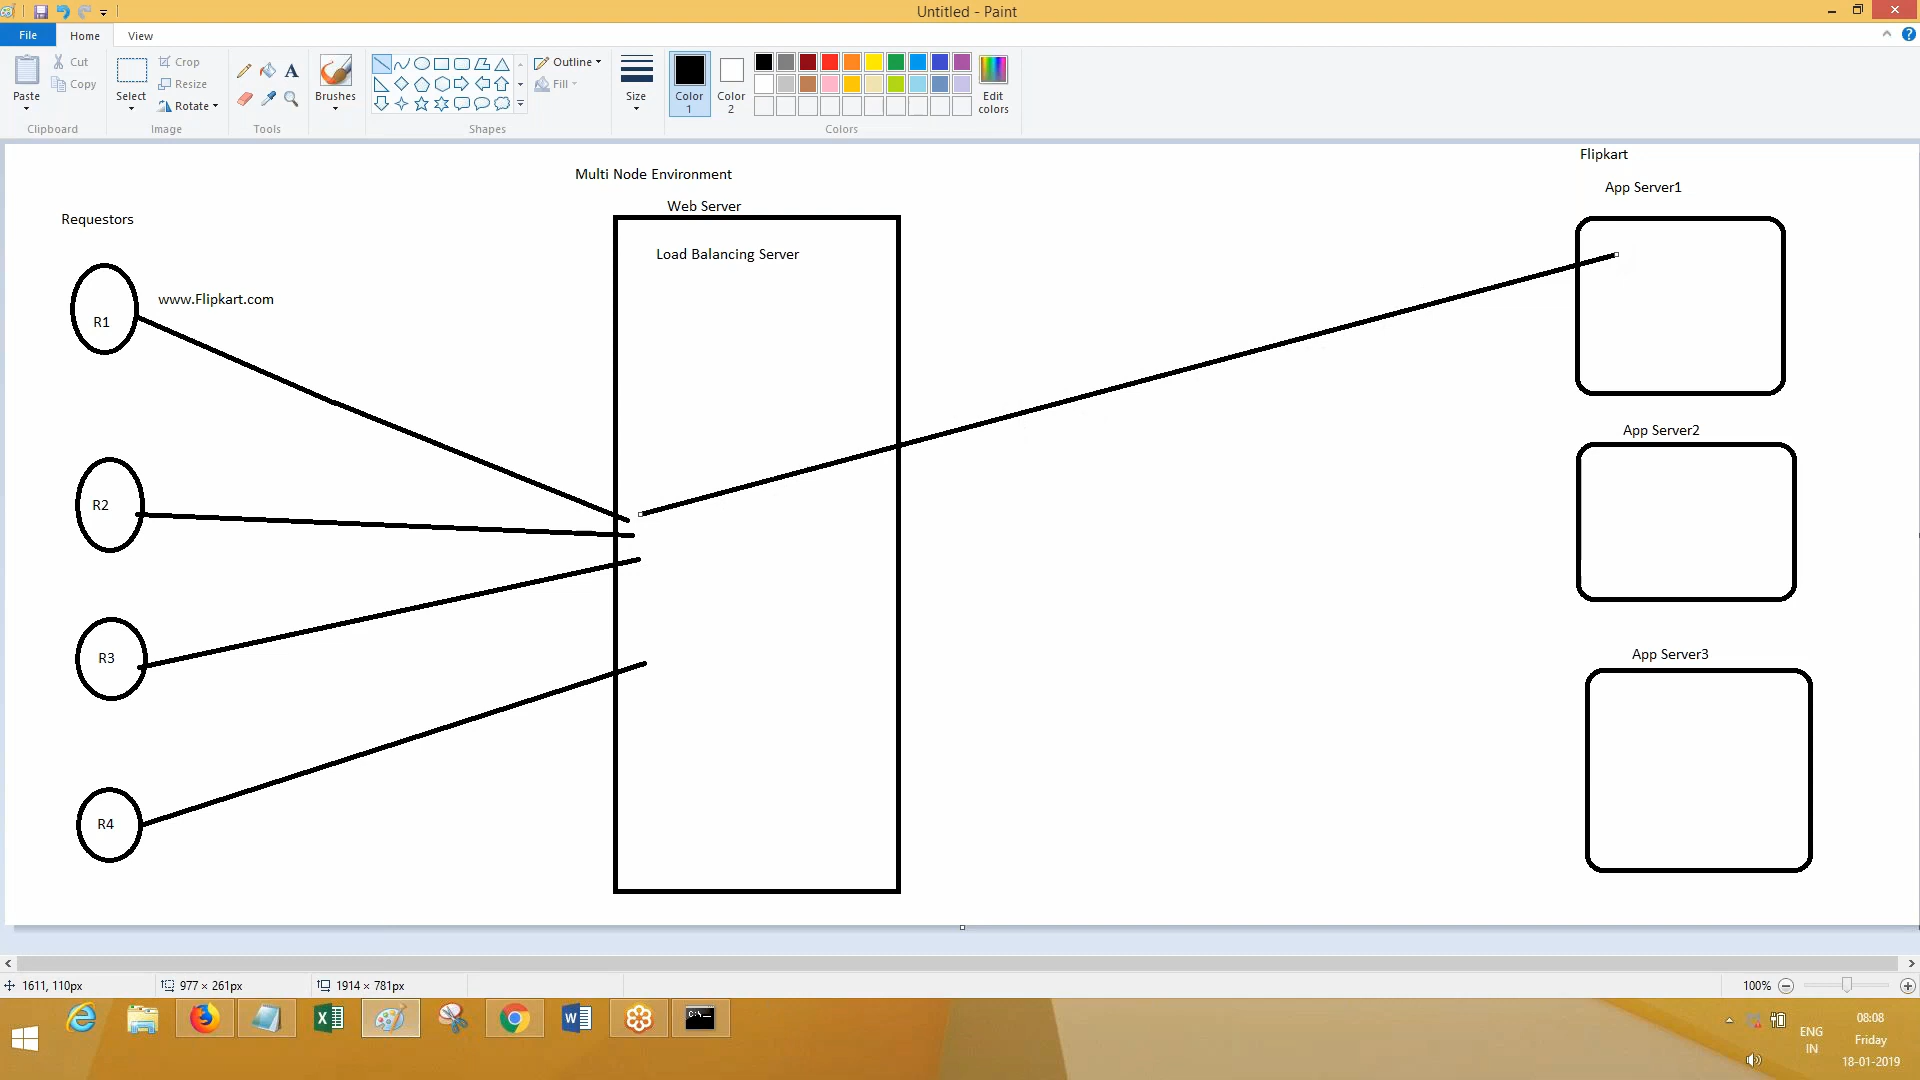 Untitled - Paint
File
Home
View
Paste
Cut
Copy
Clipboard
Select
Crop
Resize
Rotate
Image
A
Tools
Brushes
Shapes
Outline
Fill
Size
Color 1
Color 2
Edit colors
Colors
Multi Node Environment
Web Server
Load Balancing Server
Requestors
R1
www.Flipkart.com
R2
R3
R4
Flipkart
App Server1
App Server2
App Server3
1611, 110px
977 × 261px
1914 × 781px
100%
ENG
IN
08:08
Friday
18-01-2019